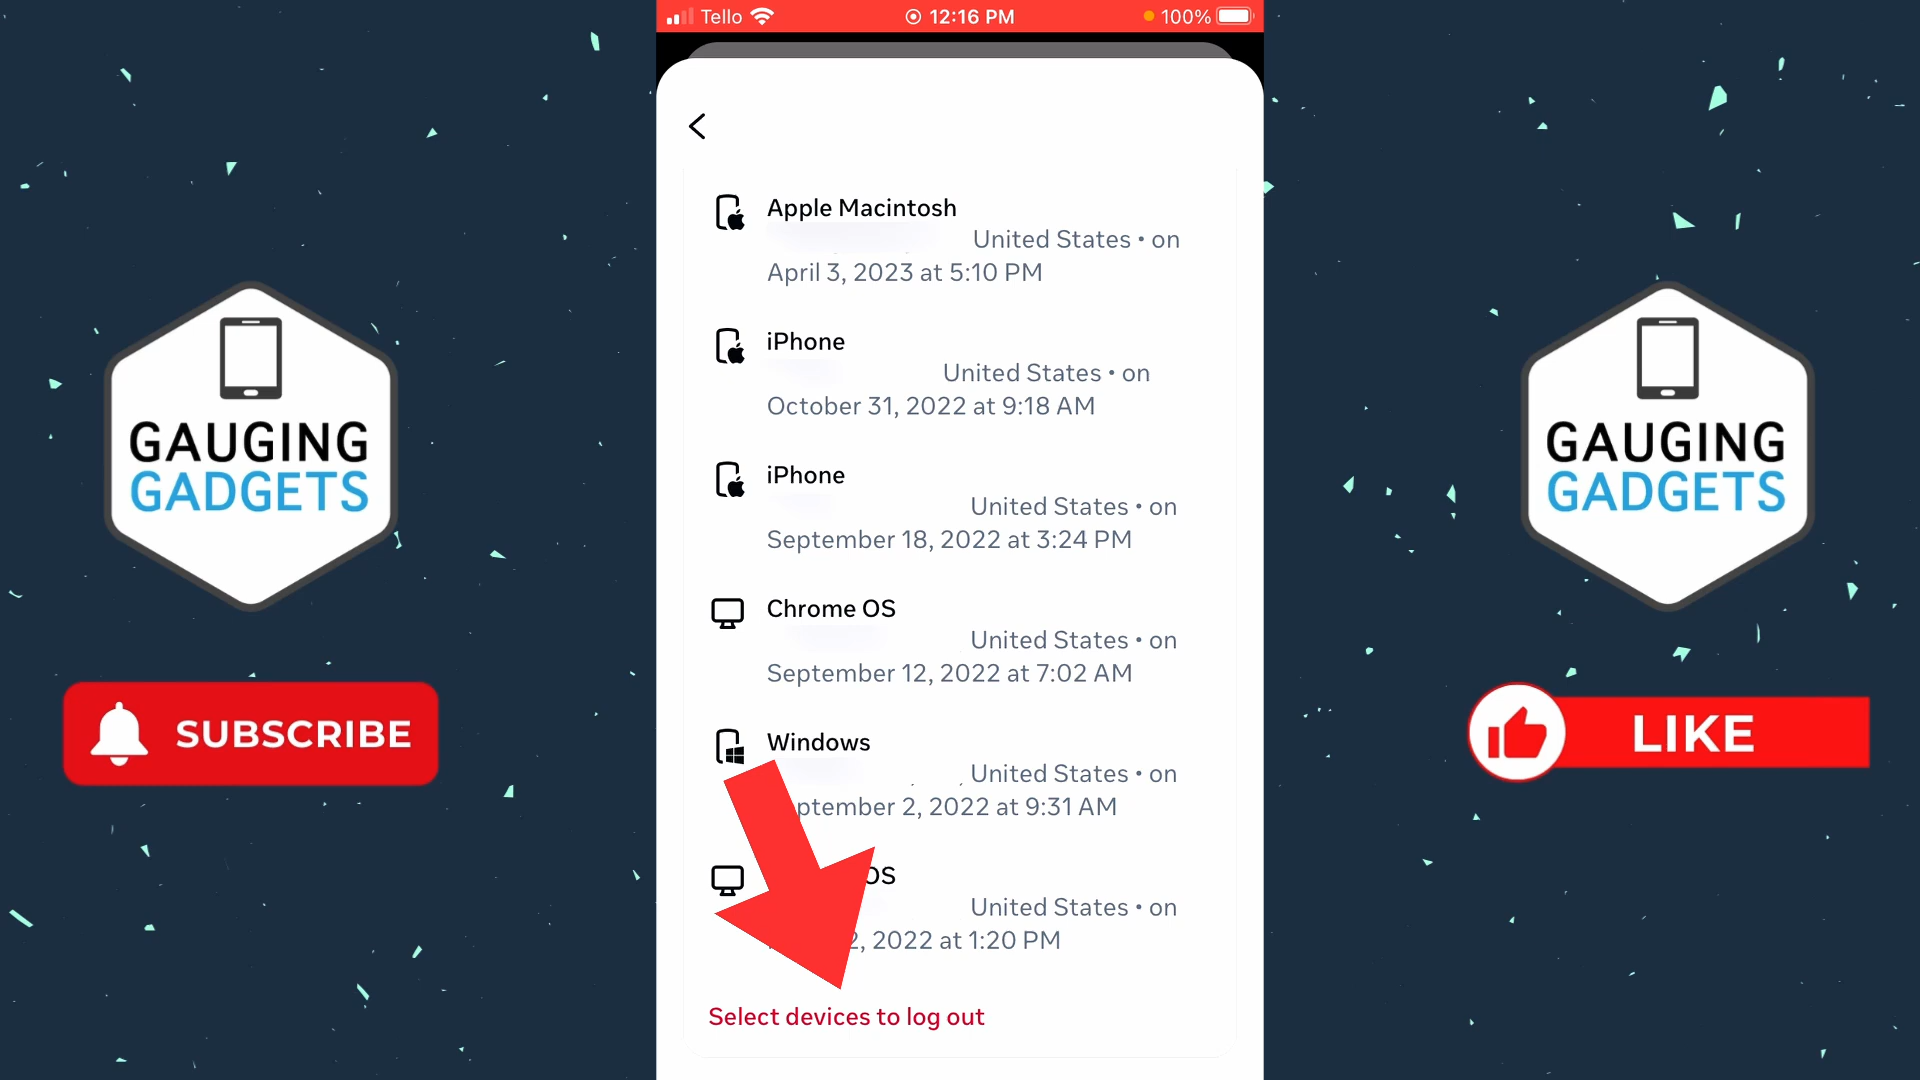 Tello
12:16 PM
100%
Apple Macintosh
United States • on
April 3, 2023 at 5:10 PM
iPhone
United States • on
October 31, 2022 at 9:18 AM
iPhone
United States • on
September 18, 2022 at 3:24 PM
Chrome OS
United States • on
September 12, 2022 at 7:02 AM
Windows
United States • on
2, 2022 at 9:31 AM
OS
United States • on
2022 at 1:20 PM
Select devices to log out
GAUGING
GADGETS
SUBSCRIBE
GAUGING
GADGETS
LIKE